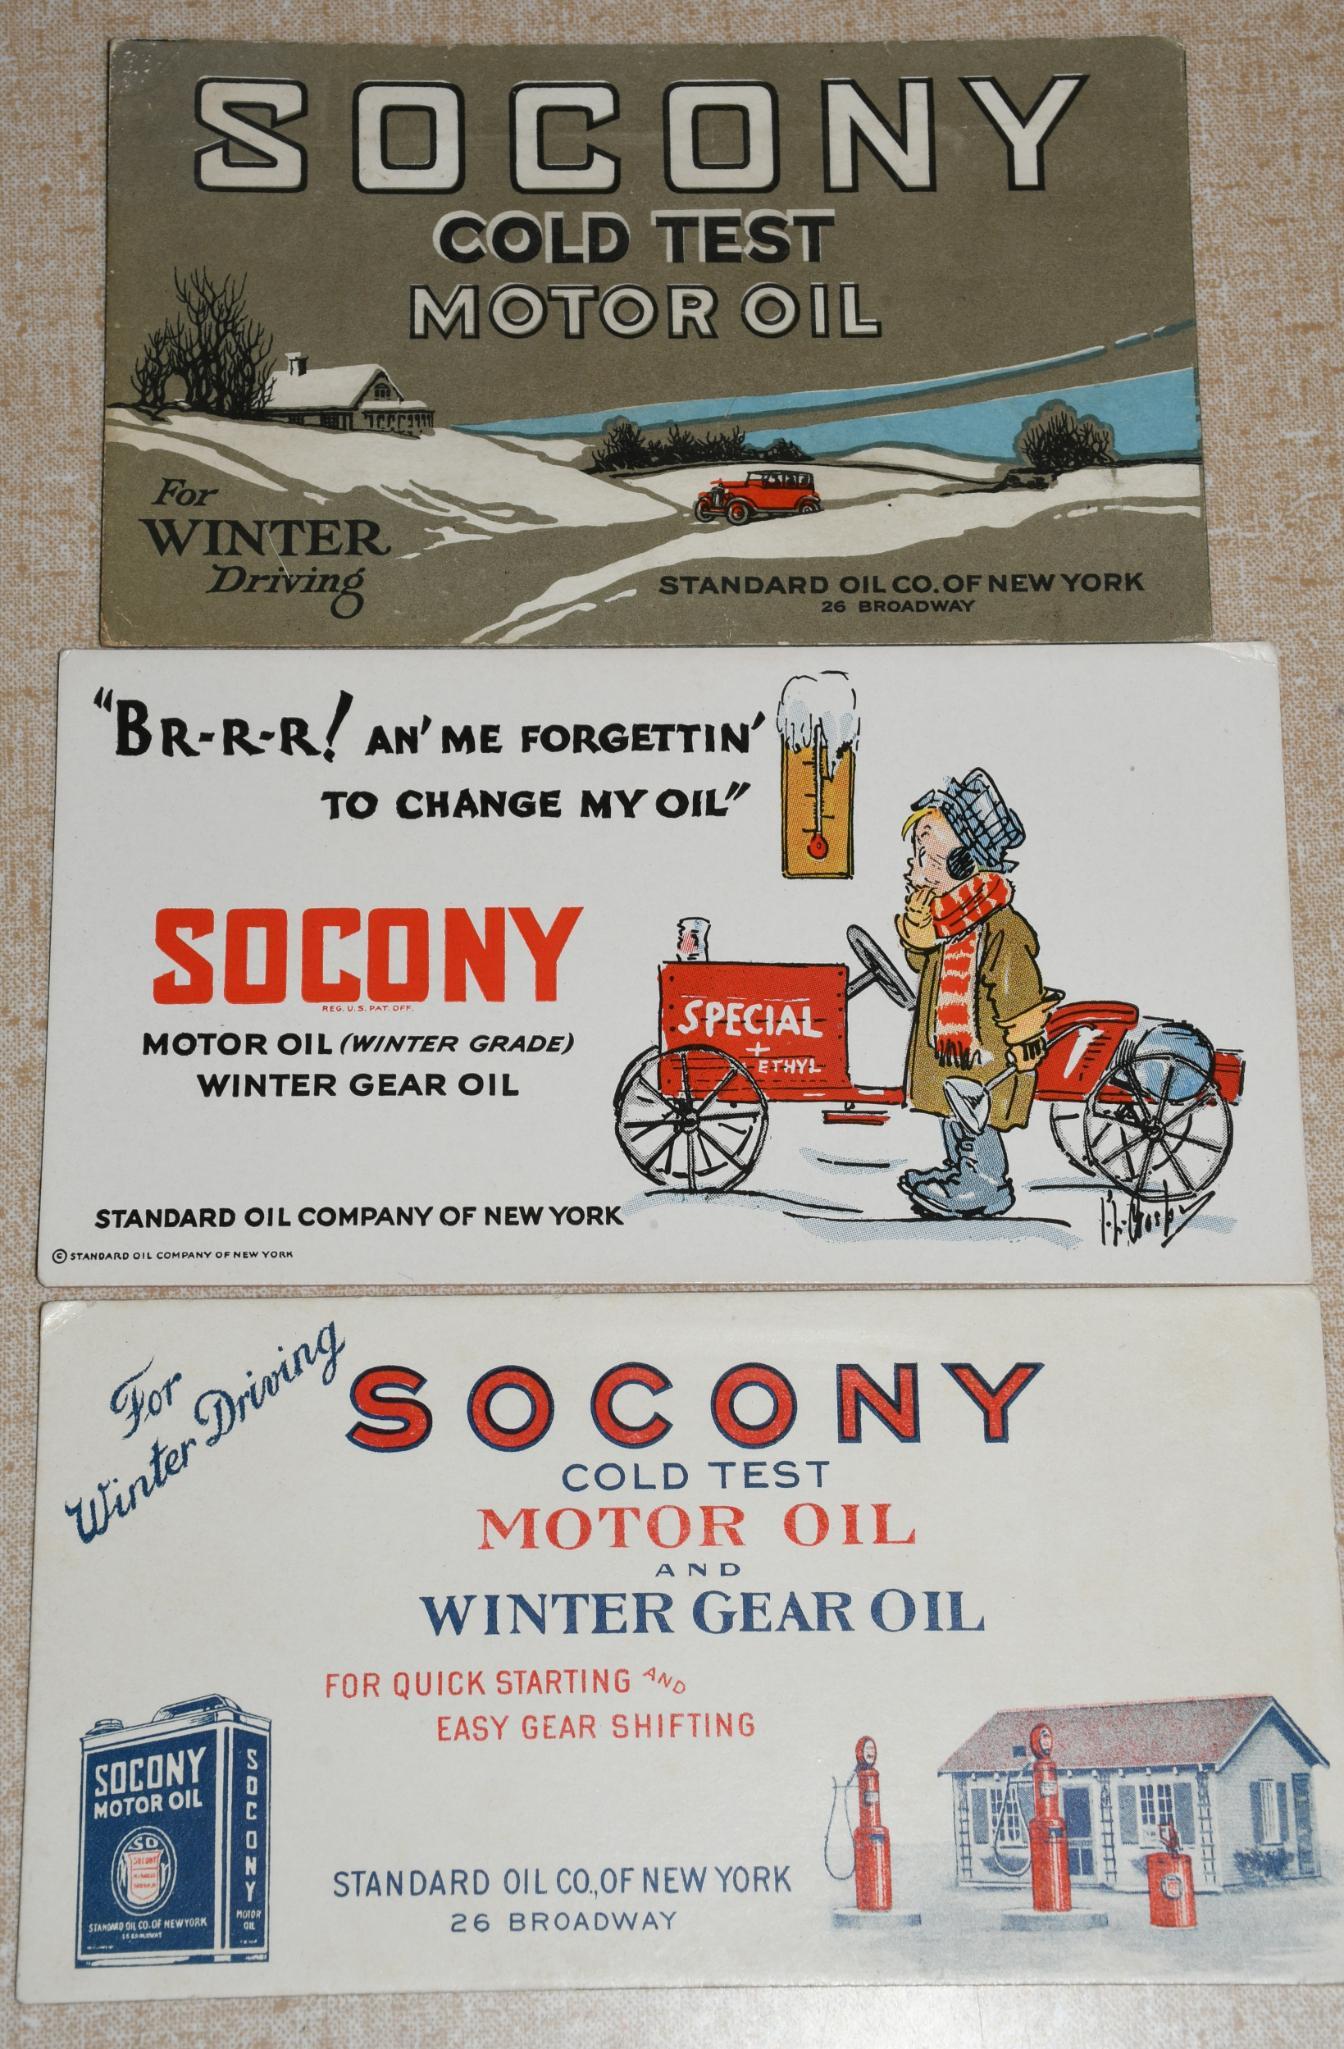 SOCONY
COLD TEST
MOTOR OIL
For
WINTER
Driving
STANDARD OIL CO. OF NEW YORK
26 BROADWAY
"BR-R-R! AN' ME FORGETTIN'
TO CHANGE MY OIL"
SOCONY
REG. U.S. PAT. OFF.
MOTOR OIL (WINTER GRADE)
WINTER GEAR OIL
SPECIAL
+
ETHYL
STANDARD OIL COMPANY OF NEW YORK
© STANDARD OIL COMPANY OF NEW YORK
For
Winter Driving
SOCONY
COLD TEST
MOTOR OIL
AND
WINTER GEAR OIL
FOR QUICK STARTING AND
EASY GEAR SHIFTING
SOCONY
MOTOR OIL
SO
STANDARD OIL CO. OF NEW YORK
SOCONY
MOTOR
OIL
STANDARD OIL CO., OF NEW YORK
26 BROADWAY